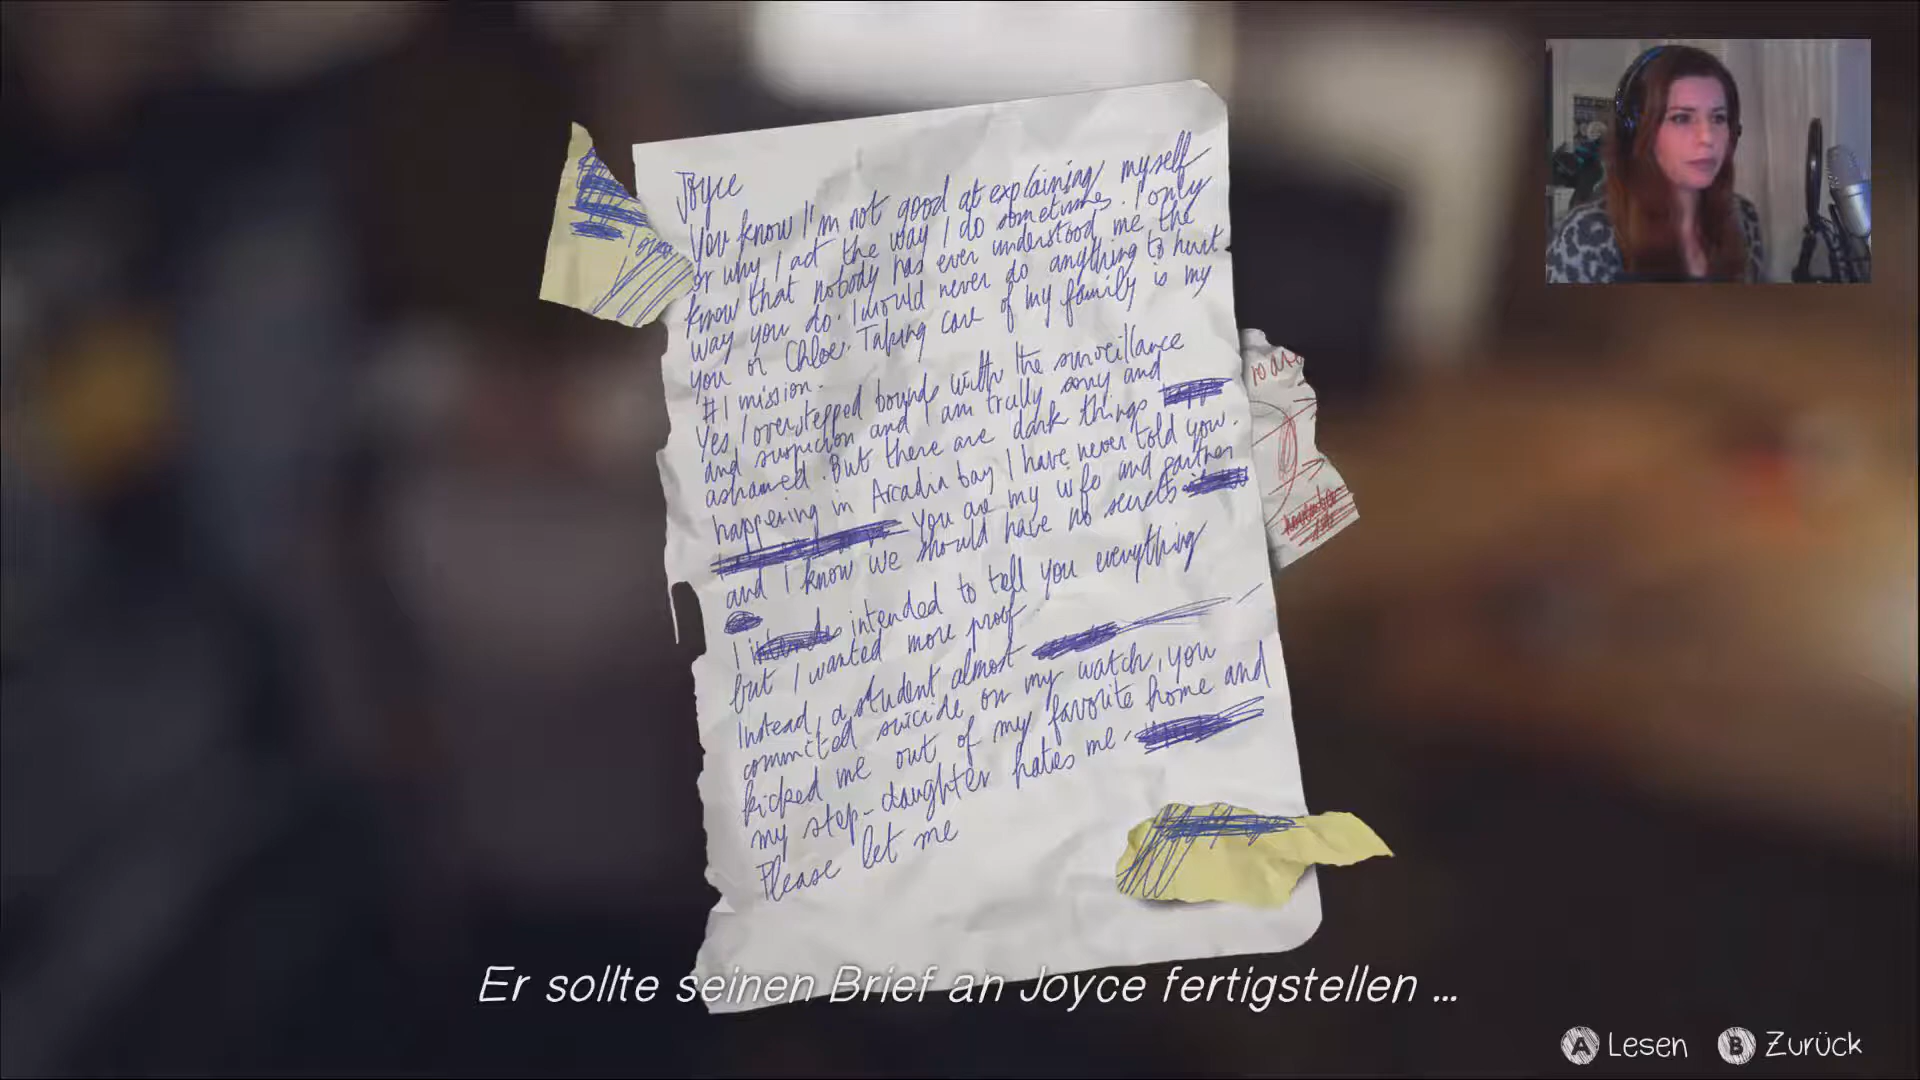 Joyce
You know I'm not good at explaining myself
or why I act the way I do sometimes. I only
know that nobody has ever understood me the
way you do. I would never do anything to hurt
you or Chloe. Taking care of my family is my
#1 mission.
Yes I overstepped bounds with the surveillance
and suspicion and I am trully sorry and
ashamed. But there are dark things
happening in Arcadia bay I have never told you.
You are my wife and partner
and I know we should have no secrets
I intended to tell you everything
but I wanted more proof
Instead, a student almost
committed suicide on my watch, you
kicked me out of my favorite home and
my step-daughter hates me.
Please let me
Er sollte seinen Brief an Joyce fertigstellen ...
A Lesen B Zurück